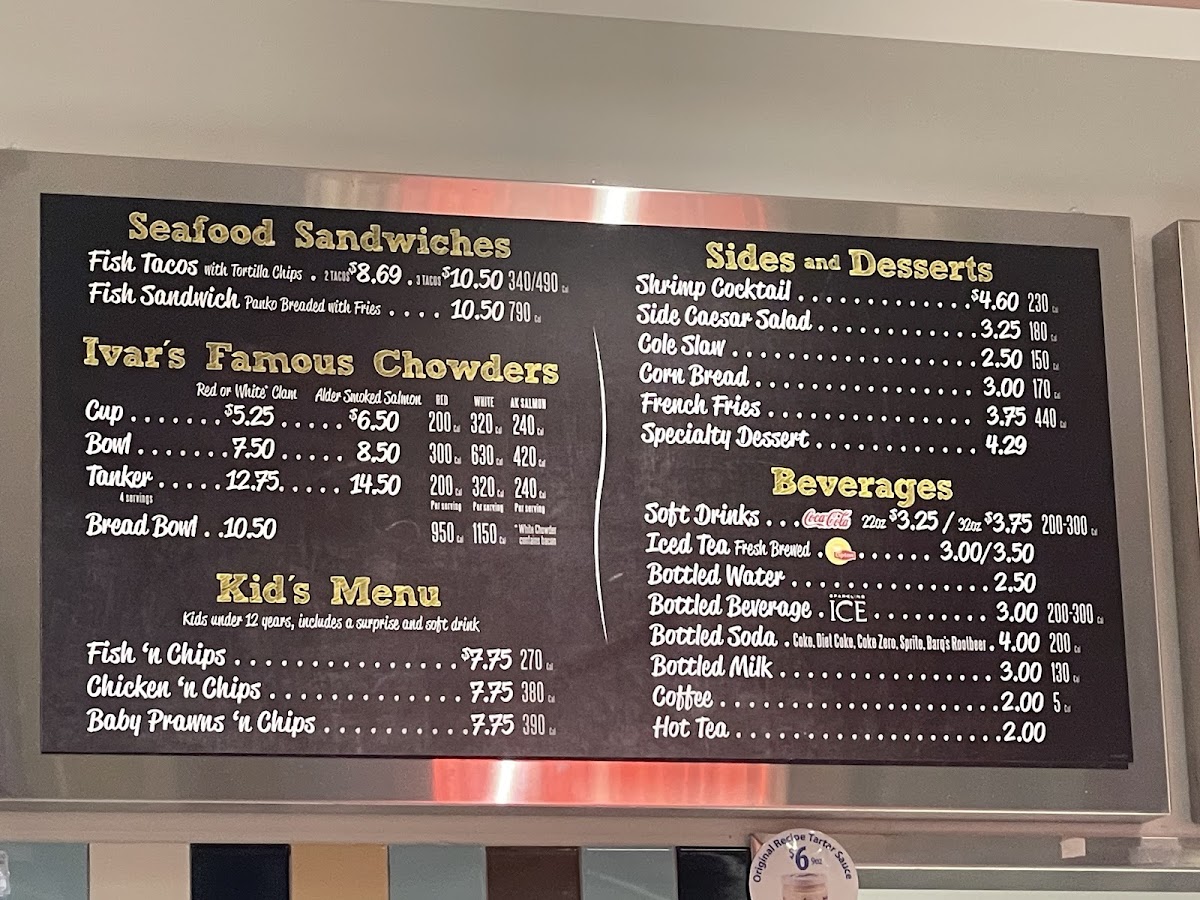 Seafood Sandwiches
Fish Tacos with Tortilla Chips . 2 TACOS $8.69 . 3 TACOS $10.50 340/490 Cal
Fish Sandwich Panko Breaded with Fries . . . . 10.50 790 Cal
Ivar's Famous Chowders
Red or White* Clam Alder Smoked Salmon RED WHITE AK SALMON
Cup . . . . . . . $5.25 . . . . . $6.50 200 Cal 320 Cal 240 Cal
Bowl . . . . . . . 7.50 . . . . . 8.50 300 Cal 630 Cal 420 Cal
Tanker . . . . . 12.75 . . . . . 14.50 200 Cal 320 Cal 240 Cal
4 servings Per serving Per serving Per serving
Bread Bowl . . 10.50 950 Cal 1150 Cal * White Chowder
contains bacon
Kid's Menu
Kids under 12 years, includes a surprise and soft drink
Fish 'n Chips . . . . . . . . . . . . . . $7.75 270 Cal
Chicken 'n Chips . . . . . . . . . . . . 7.75 380 Cal
Baby Prawns 'n Chips . . . . . . . . . 7.75 390 Cal
Sides and Desserts
Shrimp Cocktail . . . . . . . . . . . . $4.60 230 Cal
Side Caesar Salad . . . . . . . . . . . 3.25 180 Cal
Cole Slaw . . . . . . . . . . . . . . . . 2.50 150 Cal
Corn Bread . . . . . . . . . . . . . . . 3.00 170 Cal
French Fries . . . . . . . . . . . . . . 3.75 440 Cal
Specialty Dessert . . . . . . . . . . . 4.29
Beverages
Soft Drinks . . . Coca-Cola 22oz $3.25 / 32oz $3.75 200-300 Cal
Iced Tea Fresh Brewed . Lipton . . . . . . 3.00/3.50
Bottled Water . . . . . . . . . . . . . . 2.50
Bottled Beverage . SPARKLING ICE . . . . . . . . . 3.00 200-300 Cal
Bottled Soda . Coke, Diet Coke, Coke Zero, Sprite, Barq's Rootbeer . 4.00 200 Cal
Bottled Milk . . . . . . . . . . . . . . . 3.00 130 Cal
Coffee . . . . . . . . . . . . . . . . . . . 2.00 5 Cal
Hot Tea . . . . . . . . . . . . . . . . . . 2.00
Original Recipe Tarter Sauce
$6 9oz